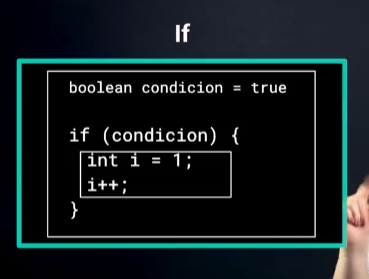 If
boolean condicion = true
if (condicion) {
int i = 1;
i++;
}